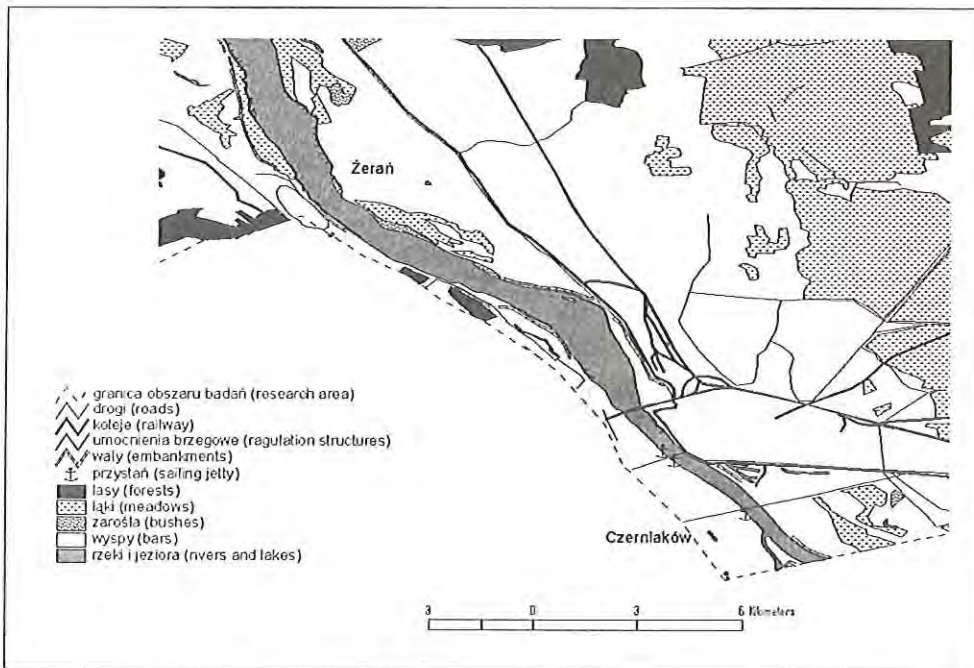 Żerań
granica obszaru badań (research area)
drogi (roads)
koleje (railway)
umocnienia brzegowe (ragulation structures)
wały (embankments)
przystań (sailing jetty)
lasy (forests)
łąki (meadows)
zarośla (bushes)
wyspy (bars)
rzeki i jeziora (rivers and lakes)
Czerniaków
3 0 3 6 Kilometers